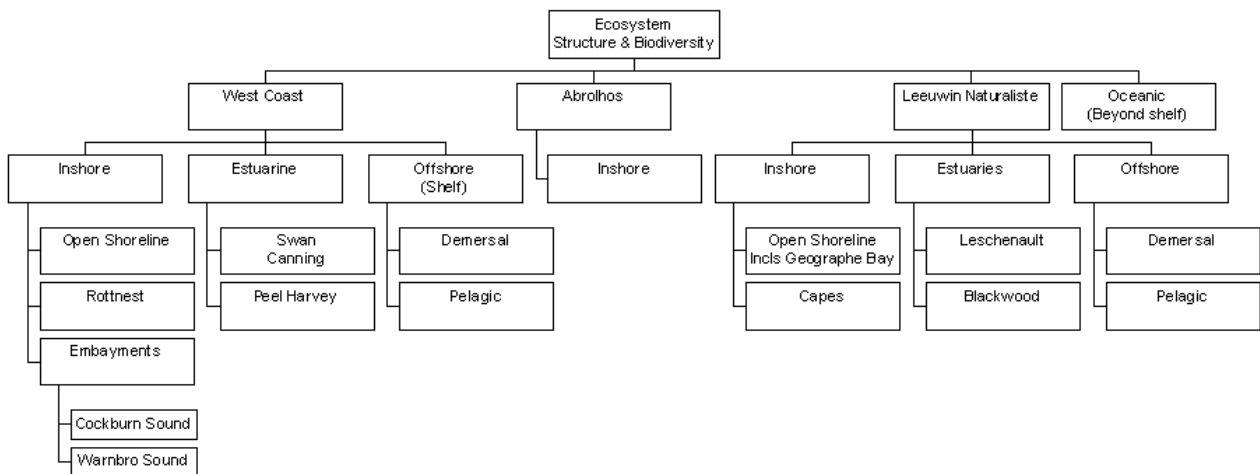 Ecosystem
Structure & Biodiversity
West Coast
Abrolhos
Leeuwin Naturaliste
Oceanic
(Beyond shelf)
Inshore
Estuarine
Offshore
(Shelf)
Inshore
Inshore
Estuaries
Offshore
Open Shoreline
Swan
Canning
Demersal
Open Shoreline
Incls Geographe Bay
Leschenault
Demersal
Rottnest
Peel Harvey
Pelagic
Capes
Blackwood
Pelagic
Embayments
Cockburn Sound
Warnbro Sound